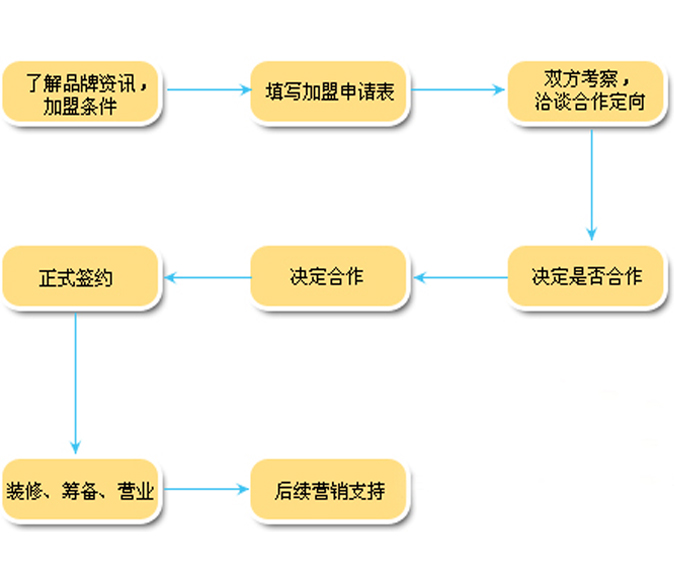 了解品牌资讯，
加盟条件
填写加盟申请表
双方考察，
洽谈合作定向
决定是否合作
决定合作
正式签约
装修、筹备、营业
后续营销支持